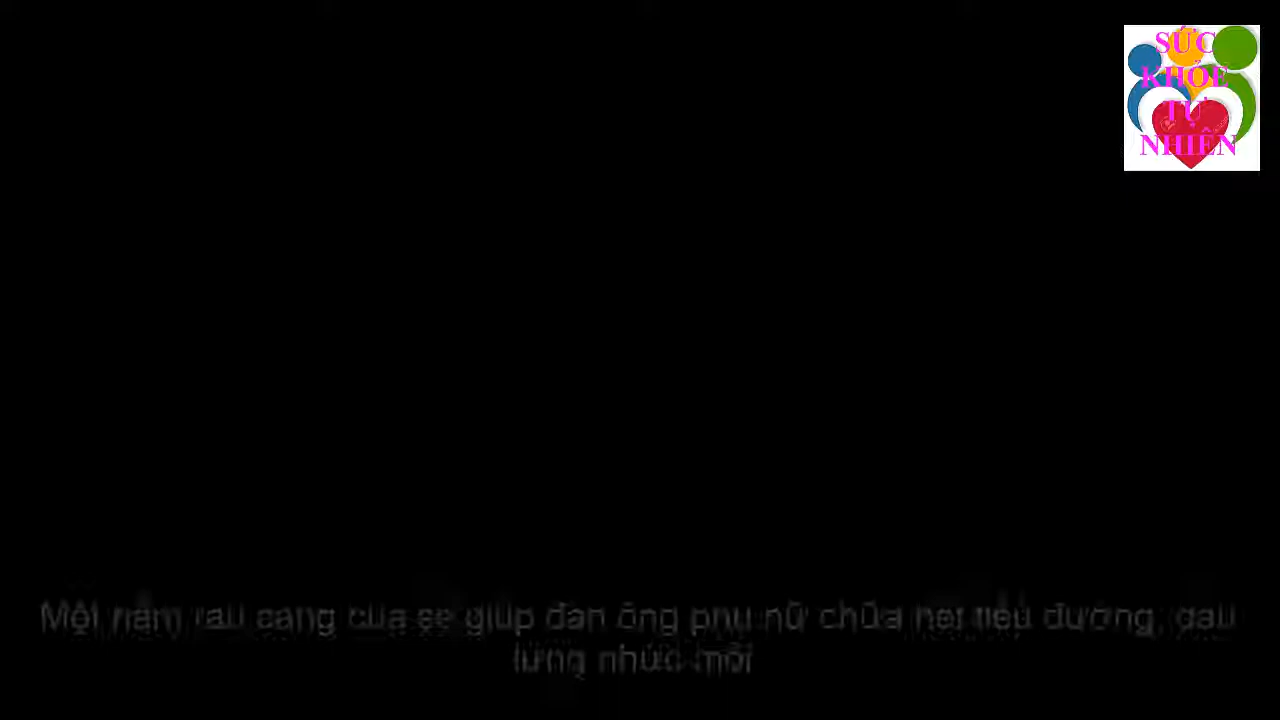 SỨC
KHỎE
TỰ
NHIÊN
Một nắm rau càng cua sẽ giúp đàn ông phụ nữ chữa hết tiểu đường, đau
lưng nhức mỏi